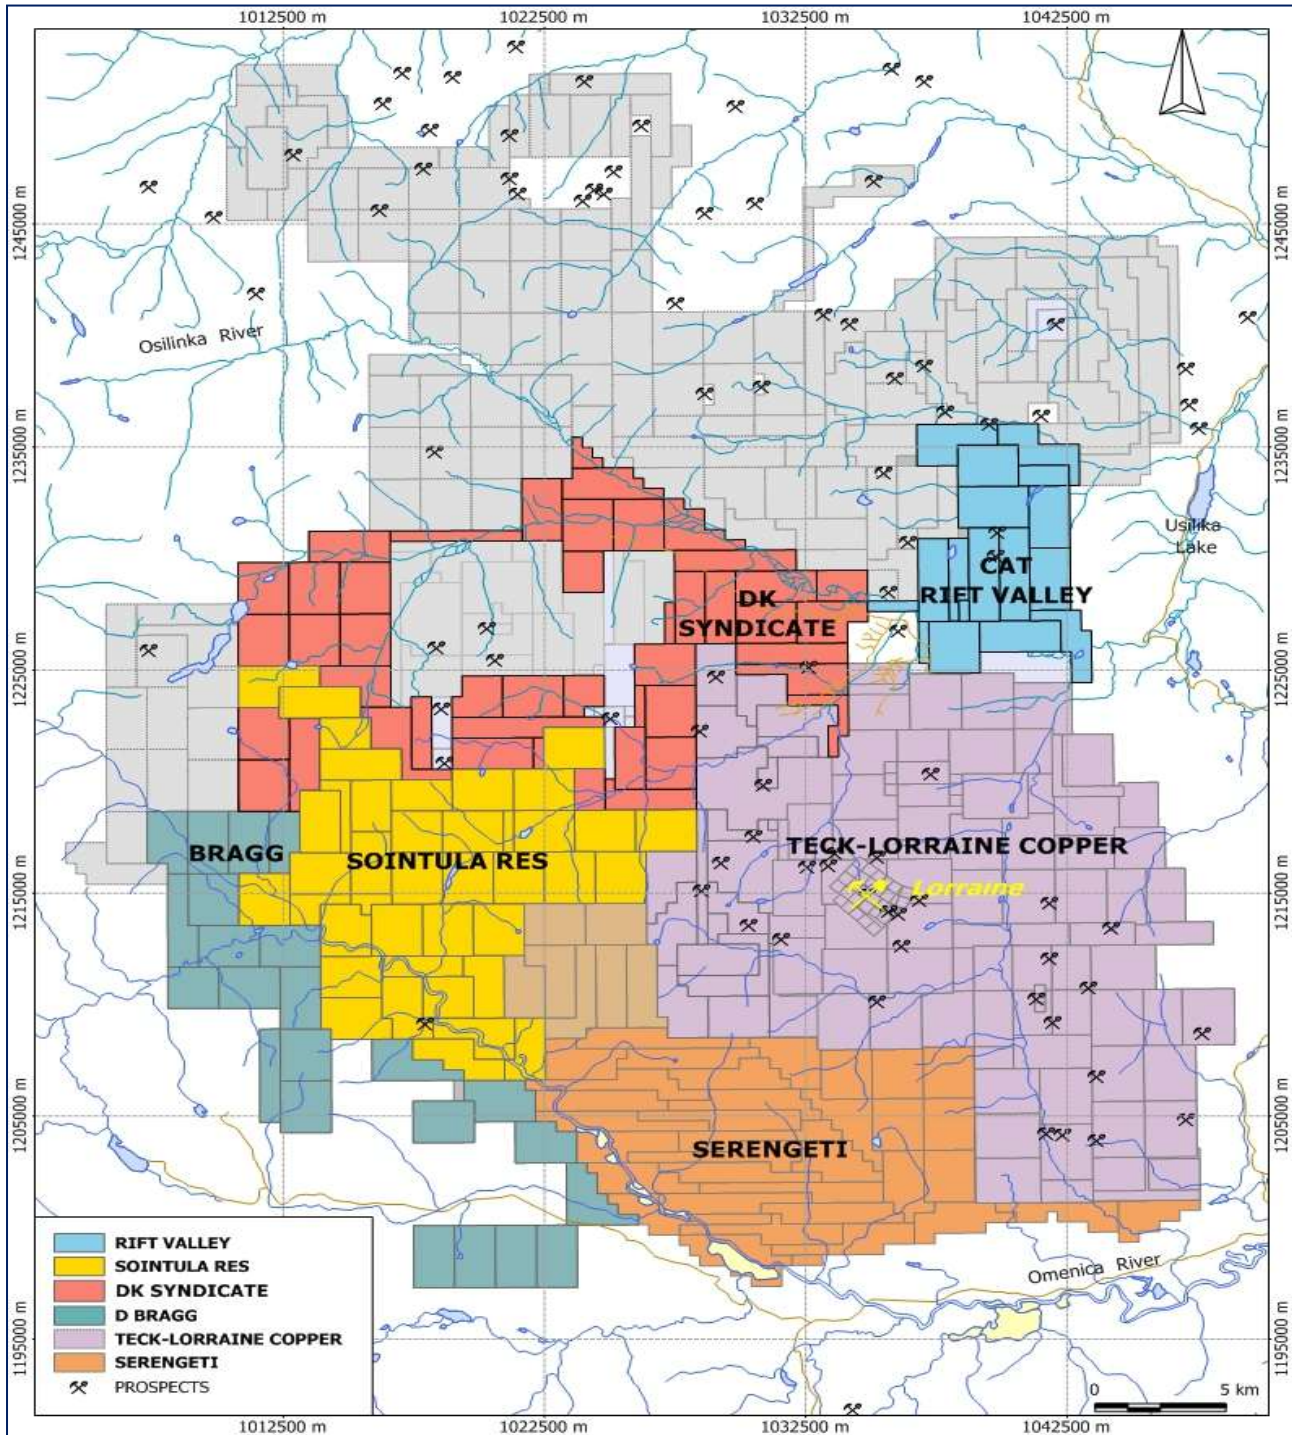 1012500 m
1022500 m
1032500 m
1042500 m
1245000 m
1245000 m
Osilinka River
1235000 m
1235000 m
Usilika
Lake
CAT
RIFT VALLEY
DK
SYNDICATE
1225000 m
1225000 m
BRAGG
SOINTULA RES
TECK-LORRAINE COPPER
Lorraine
1215000 m
1215000 m
1205000 m
1205000 m
SERENGETI
RIFT VALLEY
SOINTULA RES
DK SYNDICATE
D BRAGG
TECK-LORRAINE COPPER
SERENGETI
PROSPECTS
Omenica River
1195000 m
1195000 m
0
5 km
1012500 m
1022500 m
1032500 m
1042500 m